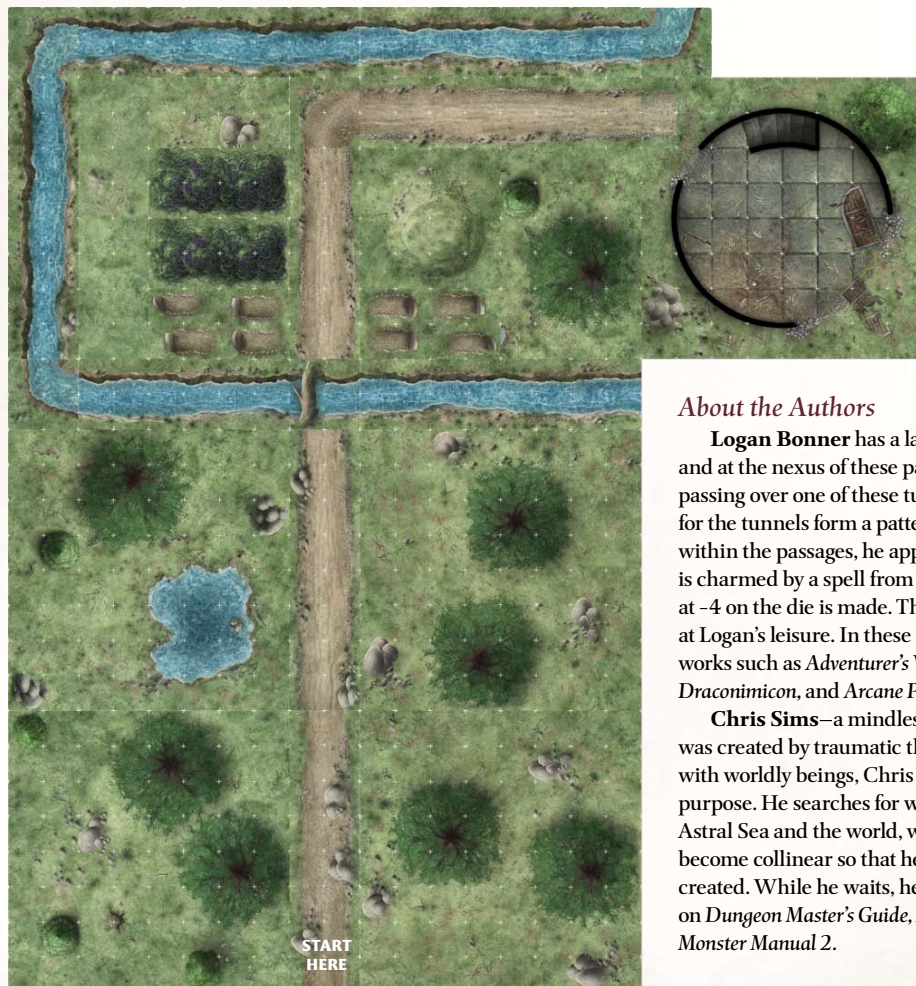 START
HERE
About the Authors
Logan Bonner has a la
and at the nexus of these pa
passing over one of these tu
for the tunnels form a patte
within the passages, he app
is charmed by a spell from
at -4 on the die is made. Th
at Logan's leisure. In these
works such as Adventurer's V
Draconimicon, and Arcane P
Chris Sims—a mindles
was created by traumatic th
with worldly beings, Chris
purpose. He searches for w
Astral Sea and the world, w
become collinear so that he
created. While he waits, he
on Dungeon Master's Guide,
Monster Manual 2.